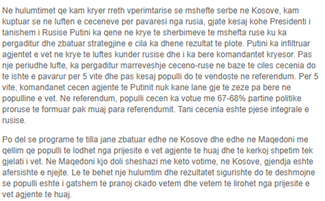 Ne hulumtimet qe kam kryer rreth vperimtarise se mshefte serbe ne Kosove, kam
kuptuar se ne luften e ceceneve per pavaresi nga rusia, gjate kesaj kohe Presidenti i
tanishem i Rusise Putini ka qene ne krye te sherbimeve te mshefta ruse ku ka
pergaditur dhe zbatuar strategjine e cila ka dhene rezultat te plote. Putini ka infiltruar
agjentet e vet ne krye te luftes kunder rusise dhe i ka bere komandantet kryesor. Pas
nje periudhe lufte, ka pergaditur marreveshje ceceno-ruse ne baze te ciles cecenia do
te ishte e pavarur per 5 vite dhe pas kesaj populli do te vendoste ne referendum. Per 5
vite, komandanet cecen agjente te Putinit nuk kane lane gje te zeze pa bere ne
populline e vet. Ne referendum, populli cecen ka votue me 67-68% partine politike
proruse te formuar pak muaj para referendumit. Tani cecenia eshte pjese integrale e
rusise.
Po del se programe te tilla jane zbatuar edhe ne Kosove dhe edhe ne Maqedoni me
qellim qe populli te lodhet nga prijesite e vet agjente te huaj dhe te kerkoj shpetim tek
gjelati i vet. Ne Maqedoni kjo doli sheshazi me keto votime, ne Kosove, gjendja eshte
afersishte e njejte. Le te behet nje hulumtim dhe rezultatet sigurishte do te deshmojne
se populli eshte i gatshem te pranoj ckado vetem dhe vetem te lirohet nga prijesite e
vet agjente te huaj.